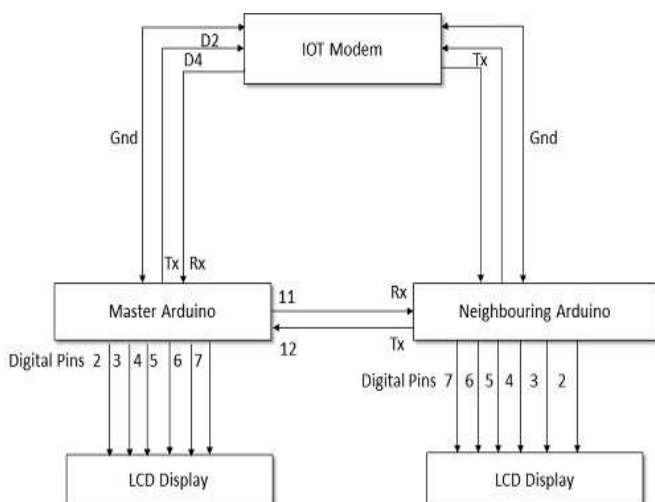 IOT Modem
D2
D4
Tx
Gnd
Gnd
Tx Rx
11
Rx
Master Arduino
Neighbouring Arduino
12
Tx
Digital Pins 2 3 4 5 6 7
Digital Pins 7 6 5 4 3 2
LCD Display
LCD Display